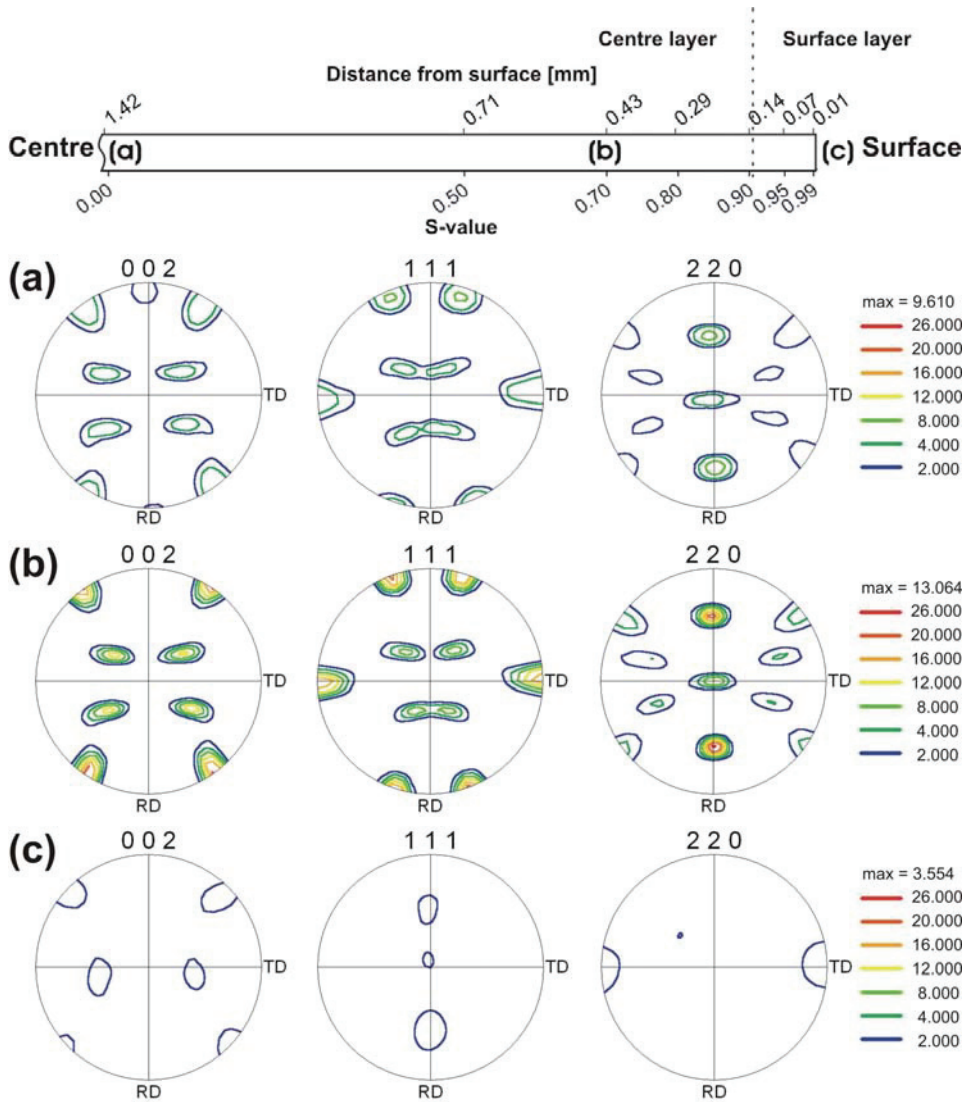 Centre layer Surface layer
Distance from surface [mm]
1.42 0.71 0.43 0.29 0.14 0.07 0.01
Centre (a) (b) (c) Surface
0.00 0.50 0.70 0.80 0.90 0.95 0.99
S-value
(a) 0 0 2 1 1 1 2 2 0
max = 9.610
26.000
20.000
16.000
12.000
8.000
4.000
2.000
TD TD TD
RD RD RD
(b) 0 0 2 1 1 1 2 2 0
max = 13.064
26.000
20.000
16.000
12.000
8.000
4.000
2.000
TD TD TD
RD RD RD
(c) 0 0 2 1 1 1 2 2 0
max = 3.554
26.000
20.000
16.000
12.000
8.000
4.000
2.000
TD TD TD
RD RD RD